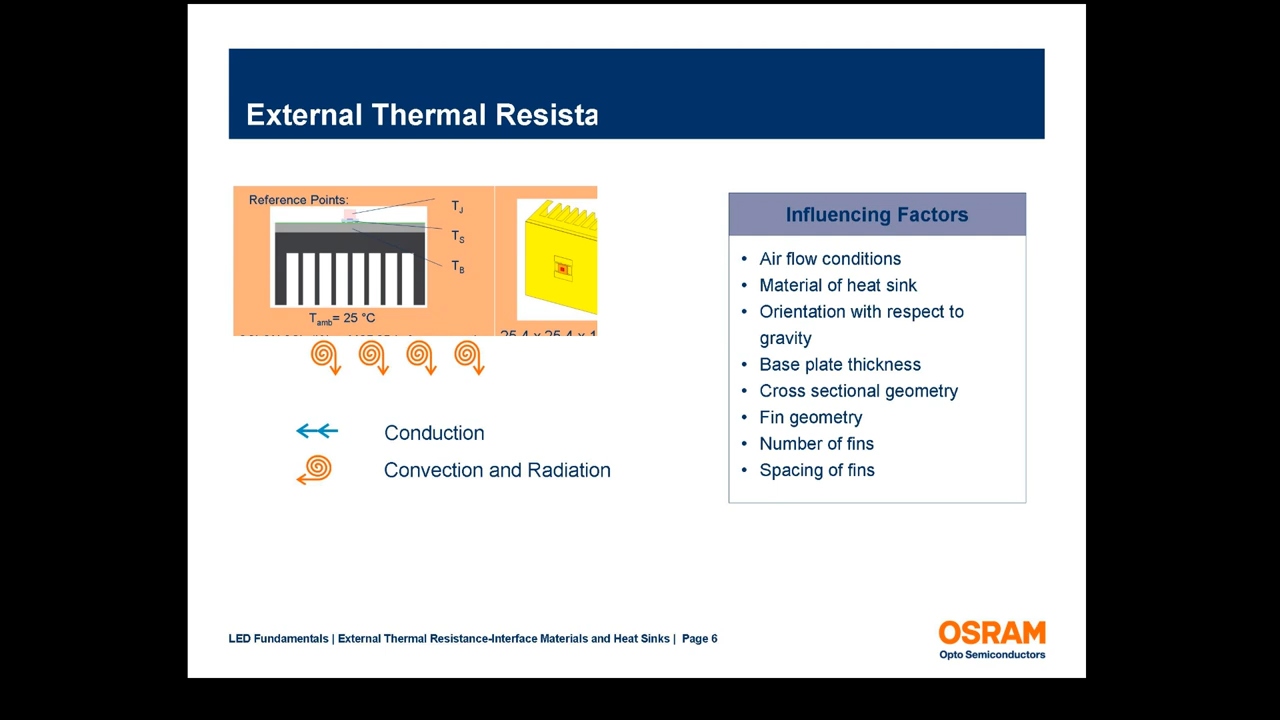 External Thermal Resista
Reference Points:
TJ
TS
TB
Tamb= 25 °C
Conduction
Convection and Radiation
Influencing Factors
• Air flow conditions
• Material of heat sink
• Orientation with respect to
gravity
• Base plate thickness
• Cross sectional geometry
• Fin geometry
• Number of fins
• Spacing of fins
LED Fundamentals | External Thermal Resistance-Interface Materials and Heat Sinks | Page 6
OSRAM
Opto Semiconductors